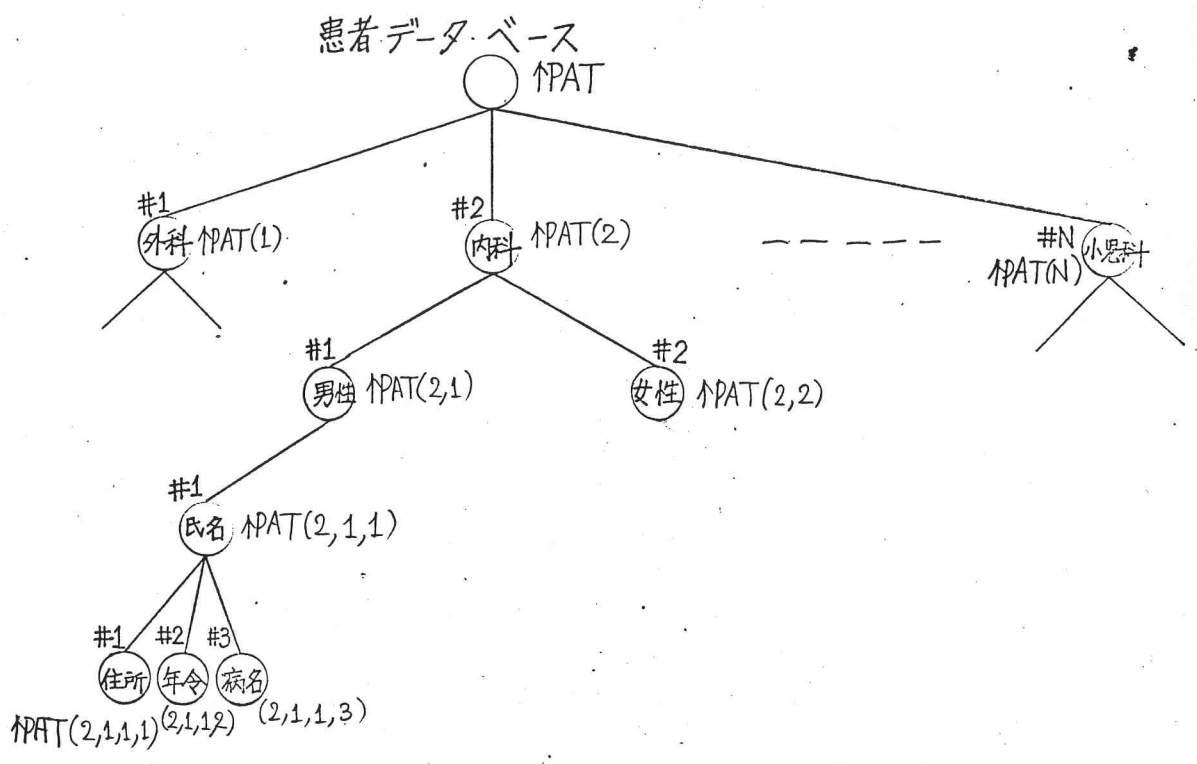 患者データ・ベース
↑PAT
#1
外科 ↑PAT(1)
#2
内科 ↑PAT(2)
#N
小児科
↑PAT(N)
#1
男性 ↑PAT(2,1)
#2
女性 ↑PAT(2,2)
#1
氏名 ↑PAT(2,1,1)
#1 #2 #3
住所 年令 病名
↑PAT(2,1,1,1) (2,1,1,2) (2,1,1,3)